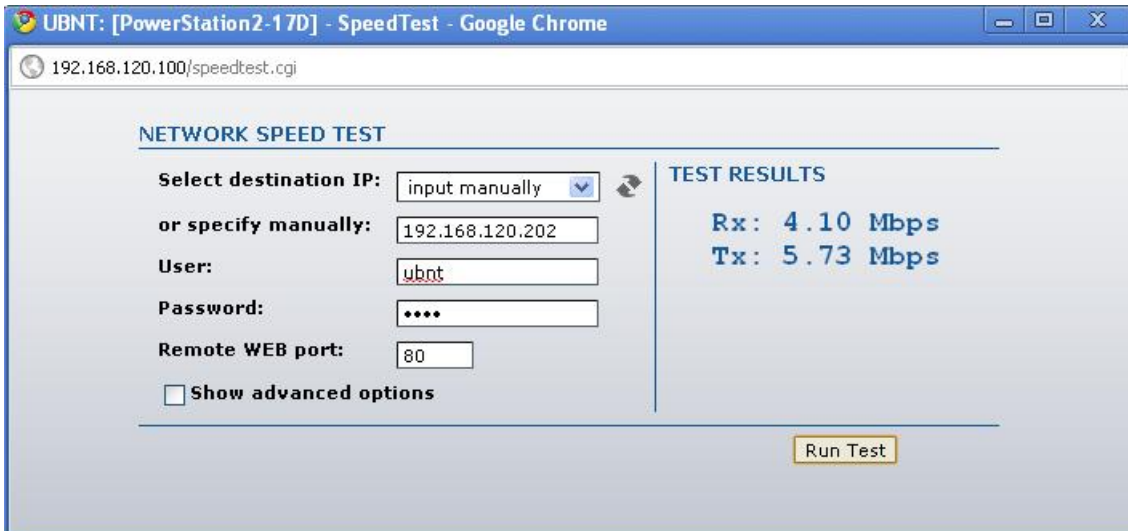 UBNT: [PowerStation2-17D] - SpeedTest - Google Chrome
192.168.120.100/speedtest.cgi
NETWORK SPEED TEST
Select destination IP: input manually
or specify manually: 192.168.120.202
User: ubnt
Password: ••••
Remote WEB port: 80
Show advanced options
TEST RESULTS
Rx: 4.10 Mbps
Tx: 5.73 Mbps
Run Test